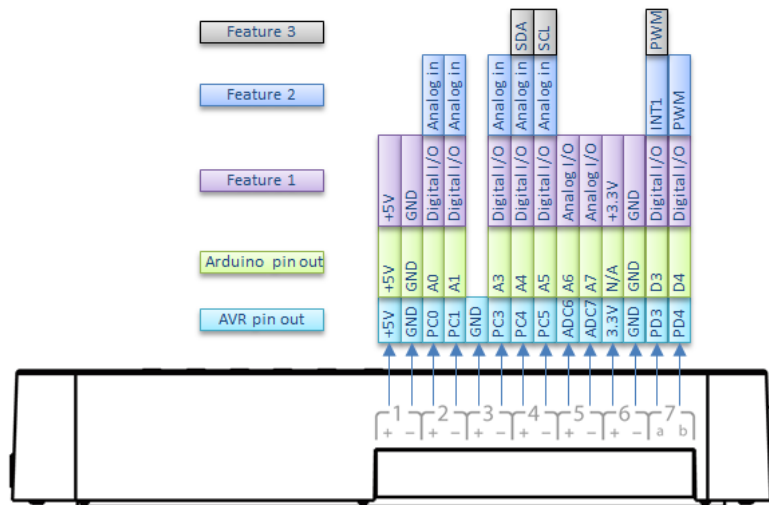 Feature 3 SDA SCL PWM
Feature 2 Analog in Analog in Analog in Analog in Analog in INT1 PWM
Feature 1 +5V GND Digital I/O Digital I/O Digital I/O Digital I/O Digital I/O Analog I/O Analog I/O +3.3V GND Digital I/O Digital I/O
Arduino pin out +5V GND A0 A1 A3 A4 A5 A6 A7 N/A GND D3 D4
AVR pin out +5V GND PC0 PC1 GND PC3 PC4 PC5 ADC6 ADC7 3.3V GND PD3 PD4
1 2 3 4 5 6 7
+ − + − + − + − + − + − a b